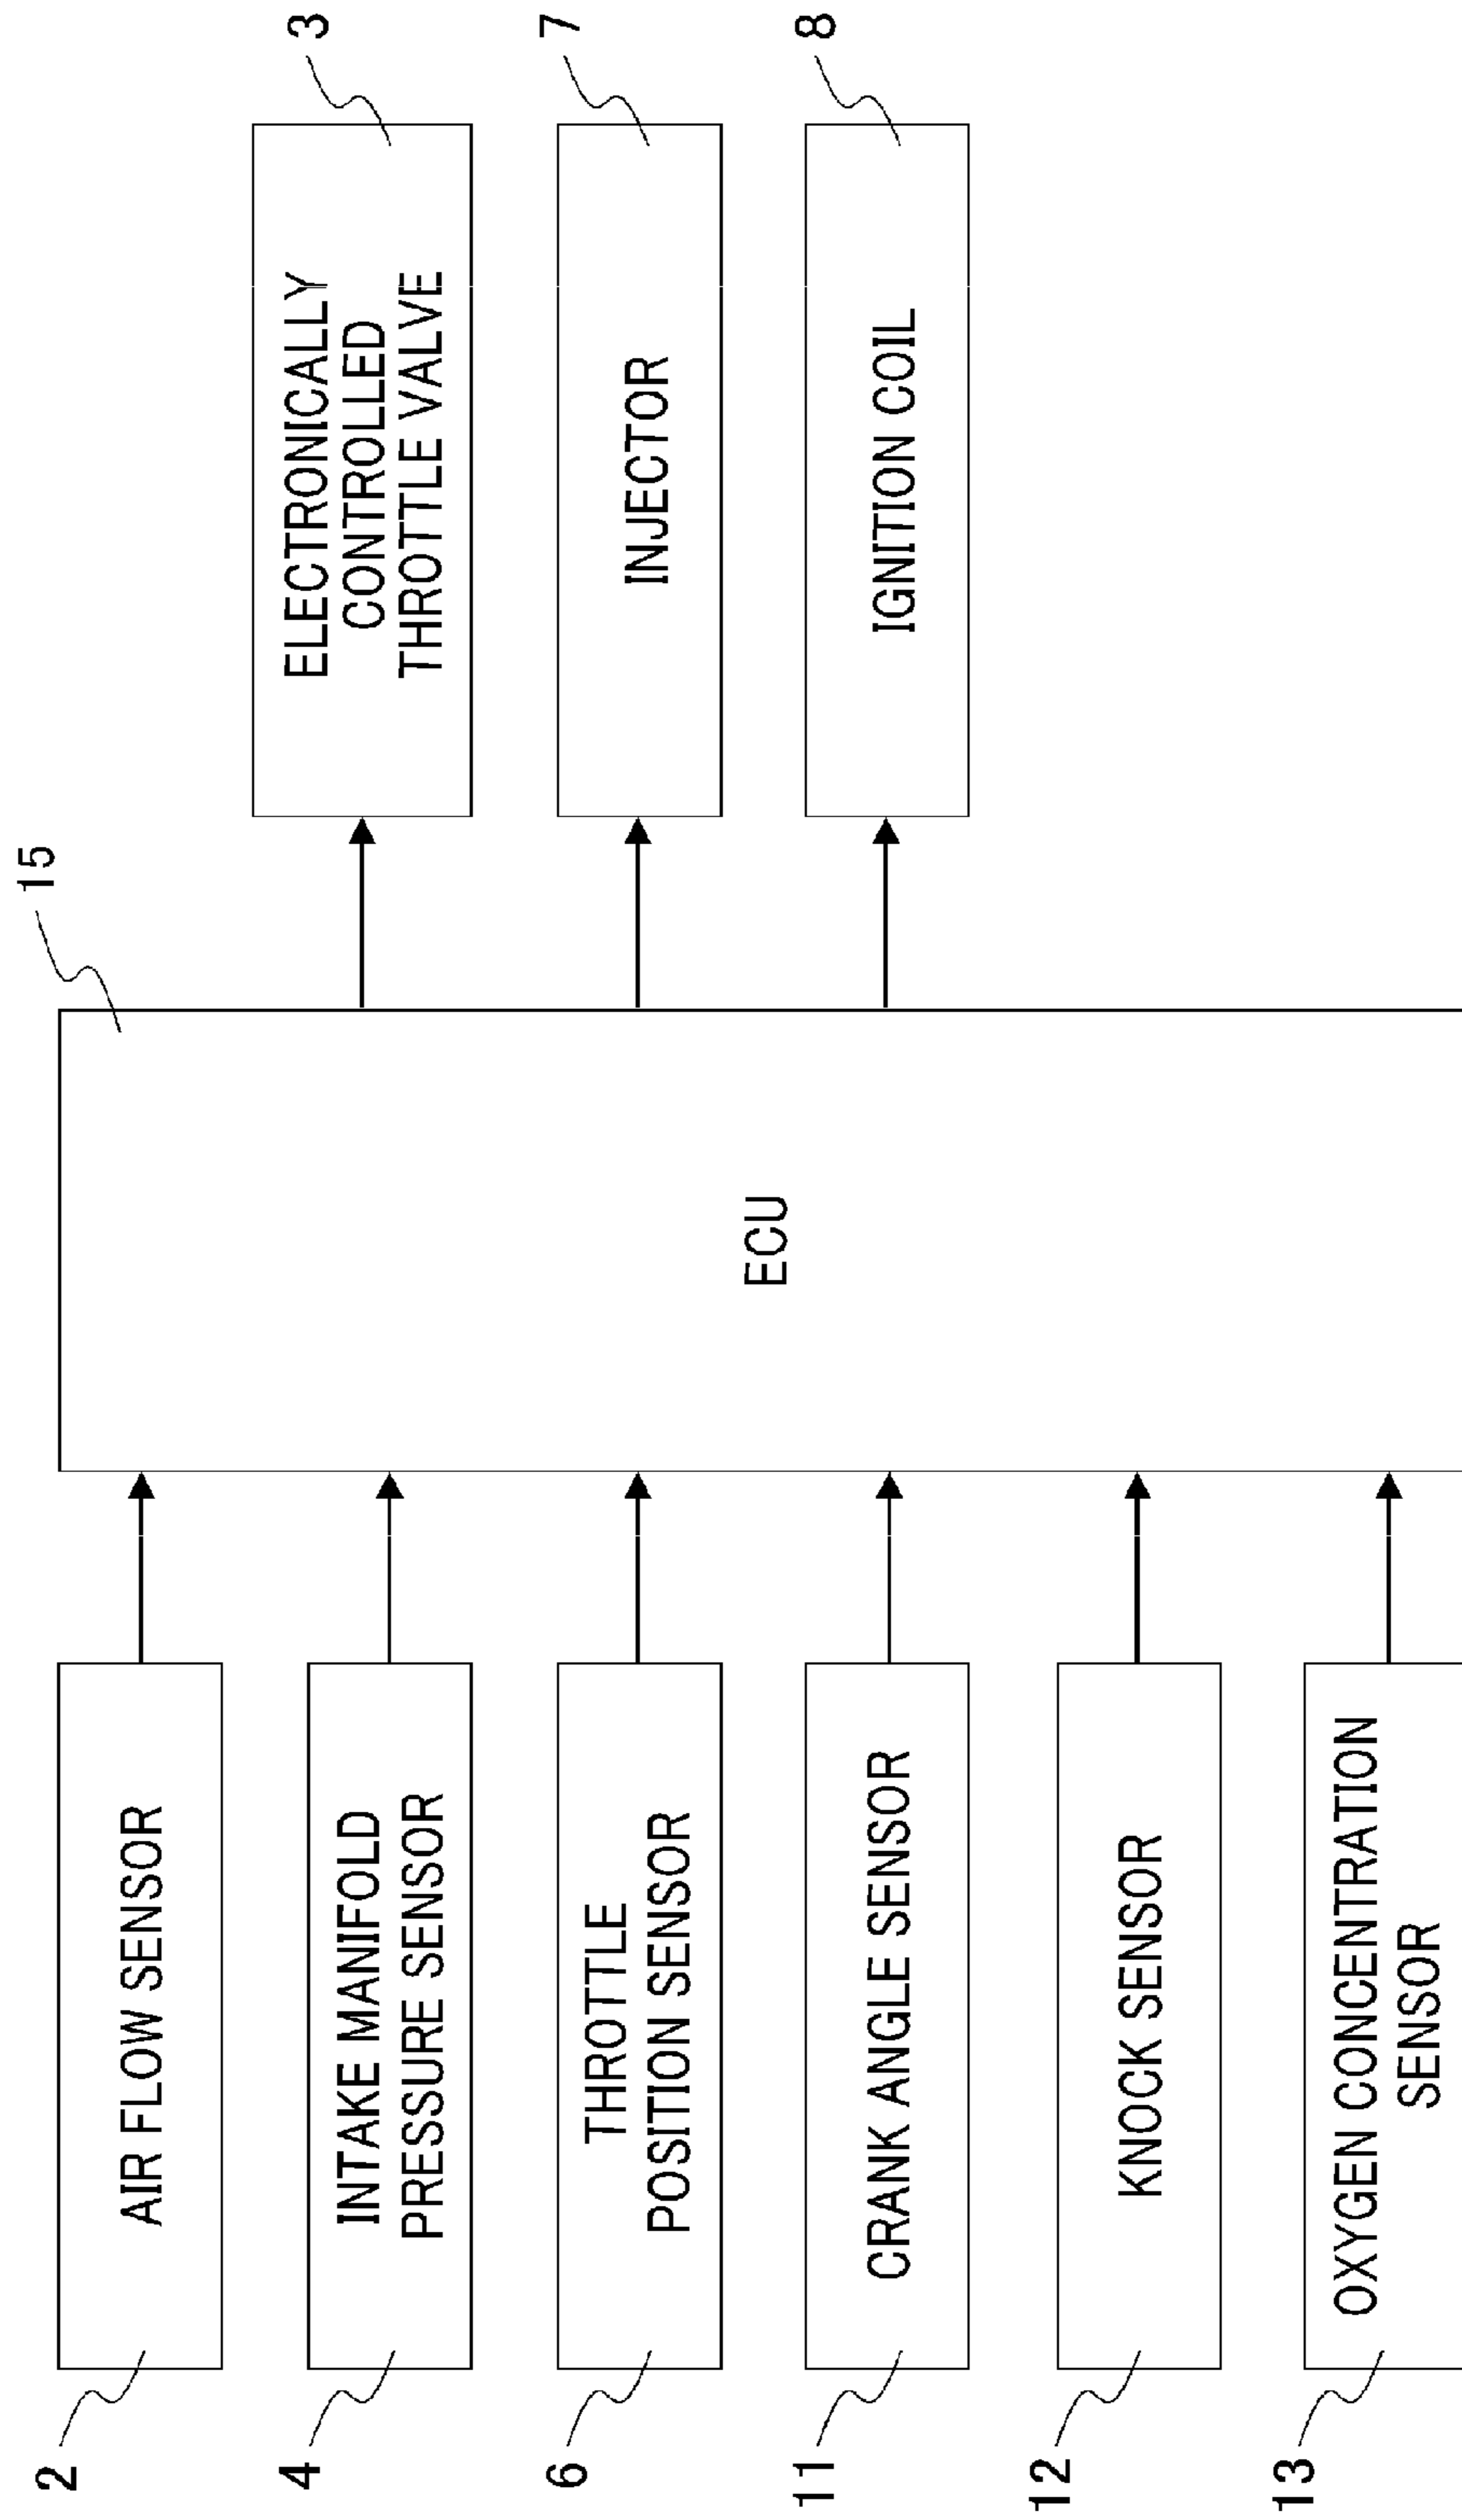 2
AIR FLOW SENSOR
4
INTAKE MANIFOLD
PRESSURE SENSOR
6
THROTTLE
POSITION SENSOR
11
CRANK ANGLE SENSOR
12
KNOCK SENSOR
13
OXYGEN CONCENTRATION
SENSOR
15
ECU
3
ELECTRONICALLY
CONTROLLED
THROTTLE VALVE
7
INJECTOR
8
IGNITION COIL